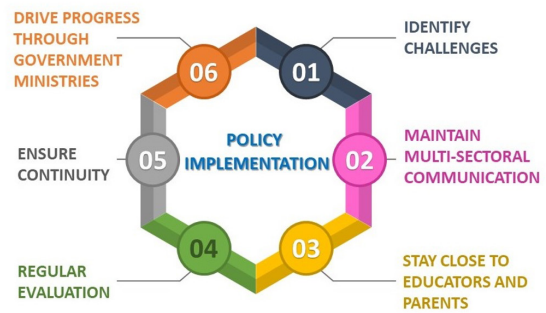 DRIVE PROGRESS
THROUGH
GOVERNMENT
MINISTRIES
06
01
IDENTIFY
CHALLENGES
POLICY
IMPLEMENTATION
ENSURE
CONTINUITY
05
02
MAINTAIN
MULTI-SECTORAL
COMMUNICATION
REGULAR
EVALUATION
04
03
STAY CLOSE TO
EDUCATORS AND
PARENTS